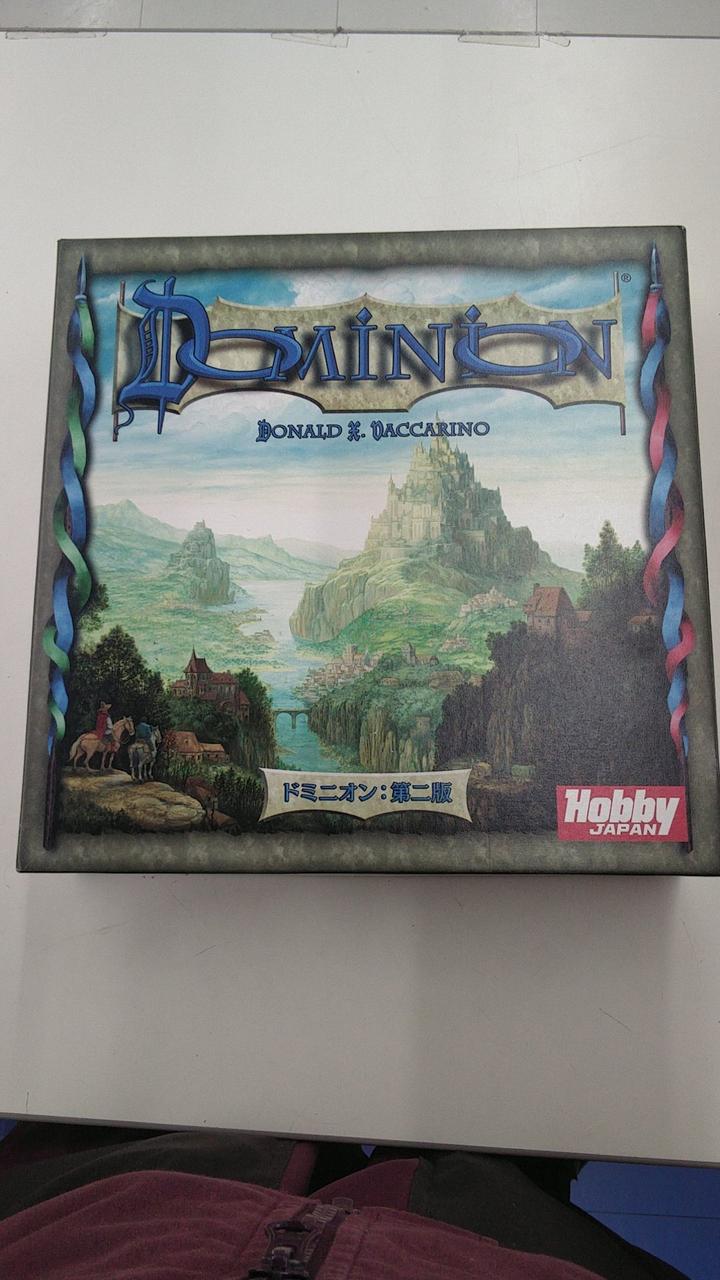 DOMINION
®
DONALD X. VACCARINO
ドミニオン：第二版
Hobby
JAPAN